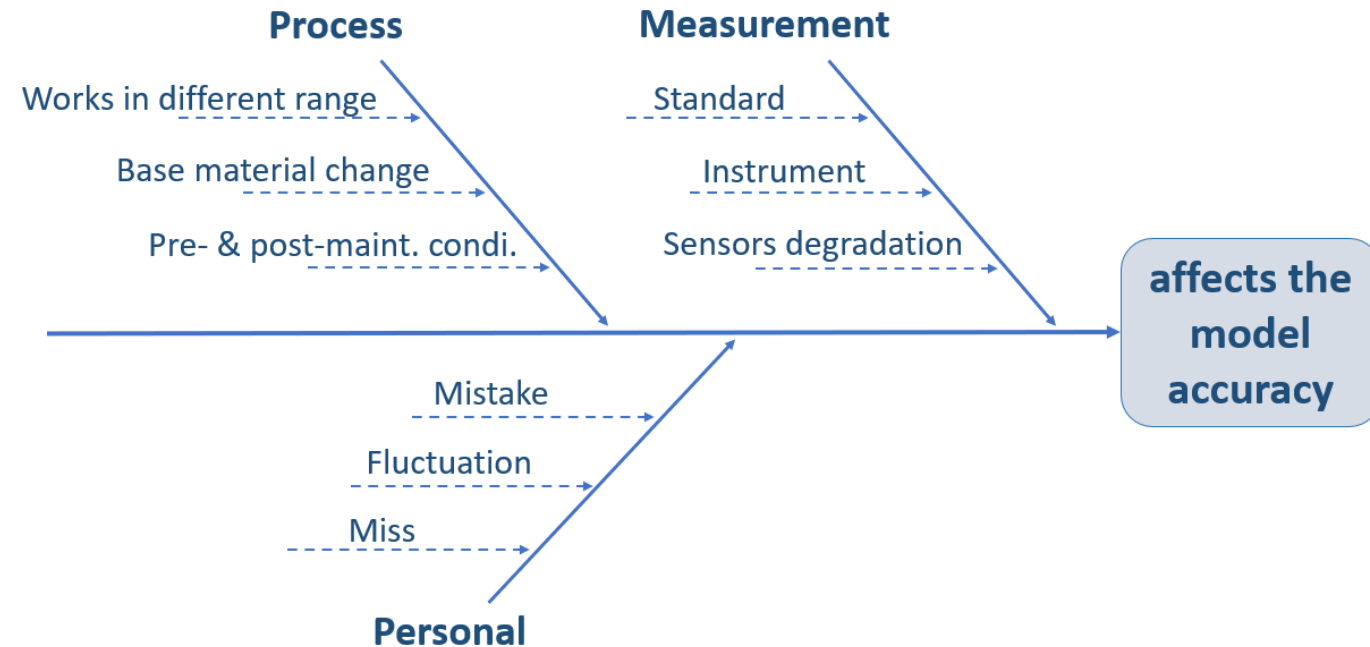 Process
Measurement
Works in different range
Standard
Base material change
Instrument
Pre- & post-maint. condi.
Sensors degradation
affects the
model
accuracy
Mistake
Fluctuation
Miss
Personal